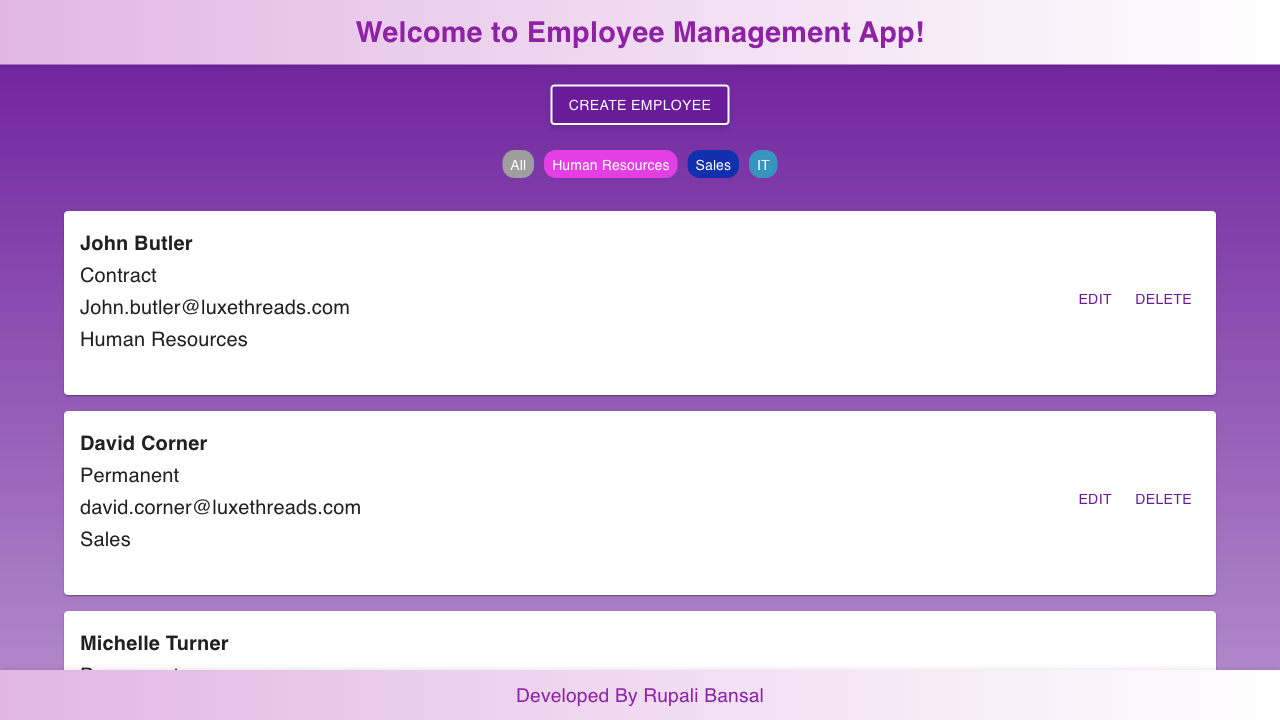 Welcome to Employee Management App!
CREATE EMPLOYEE
All Human Resources Sales IT
John Butler
Contract
John.butler@luxethreads.com
Human Resources
EDIT DELETE
David Corner
Permanent
david.corner@luxethreads.com
Sales
EDIT DELETE
Michelle Turner
Developed By Rupali Bansal